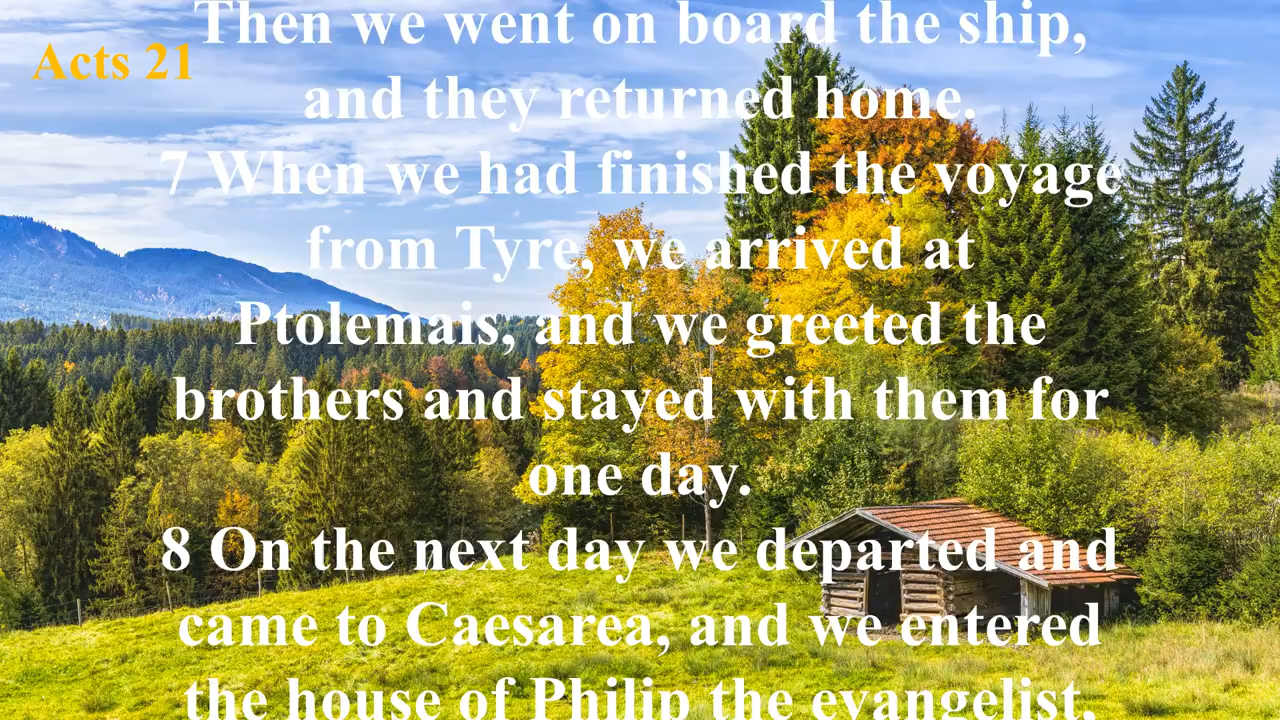 Then we went on board the ship,
Acts 21
and they returned home.
7 When we had finished the voyage
from Tyre, we arrived at
Ptolemais, and we greeted the
brothers and stayed with them for
one day.
8 On the next day we departed and
came to Caesarea, and we entered
the house of Philip the evangelist,